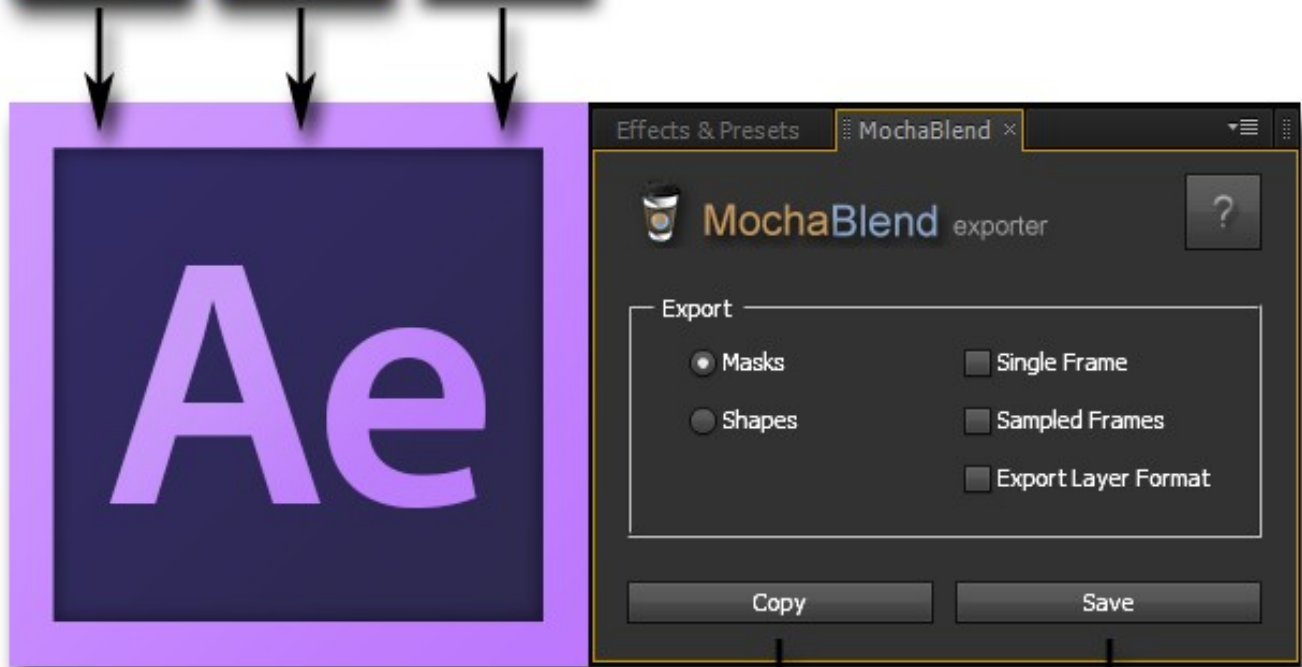 Ae
Effects & Presets
MochaBlend ×
MochaBlend exporter
?
Export
Masks
Single Frame
Shapes
Sampled Frames
Export Layer Format
Copy
Save